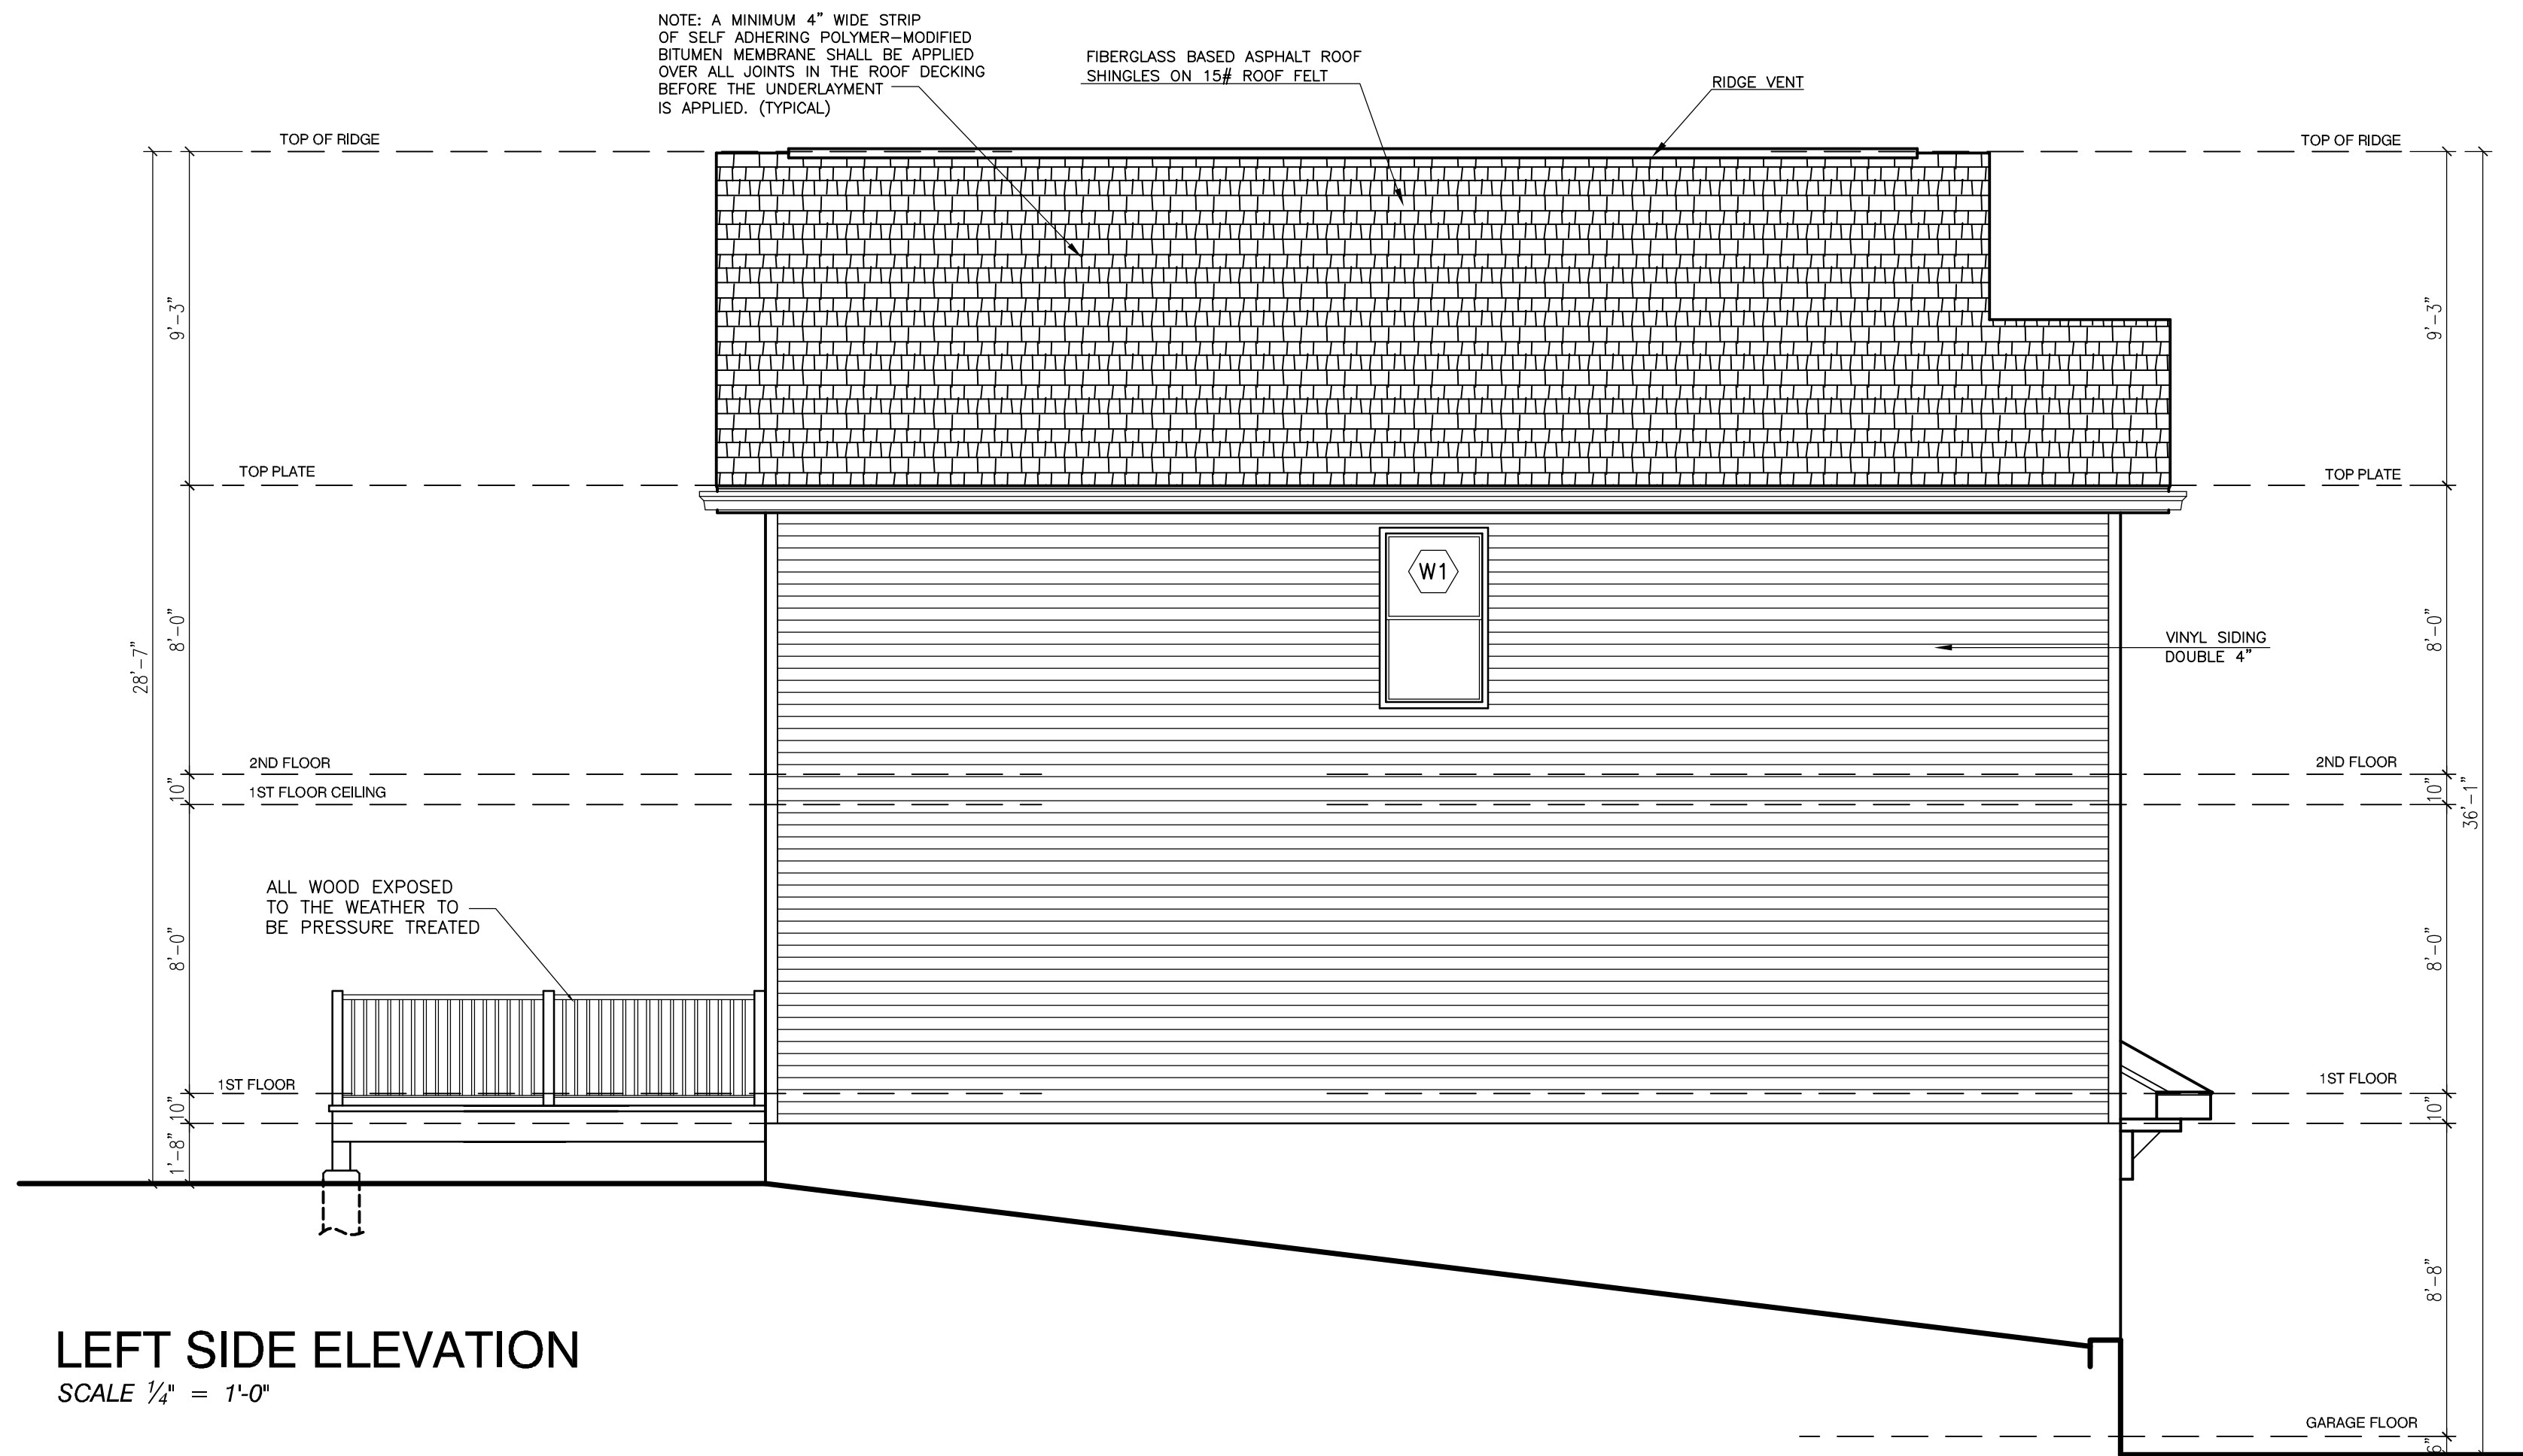 NOTE: A MINIMUM 4” WIDE STRIP
OF SELF ADHERING POLYMER–MODIFIED
BITUMEN MEMBRANE SHALL BE APPLIED
OVER ALL JOINTS IN THE ROOF DECKING
BEFORE THE UNDERLAYMENT
IS APPLIED. (TYPICAL)
FIBERGLASS BASED ASPHALT ROOF
SHINGLES ON 15# ROOF FELT
RIDGE VENT
TOP OF RIDGE
TOP OF RIDGE
9’–3”
9’–3”
TOP PLATE
TOP PLATE
W1
8’–0”
8’–0”
28’–7”
VINYL SIDING
DOUBLE 4”
2ND FLOOR
2ND FLOOR
10”
10”
1ST FLOOR CEILING
36’–1”
ALL WOOD EXPOSED
TO THE WEATHER TO
BE PRESSURE TREATED
8’–0”
8’–0”
1ST FLOOR
1ST FLOOR
10”
10”
1’–8”
8’–8”
LEFT SIDE ELEVATION
SCALE 1/4" = 1'-0"
GARAGE FLOOR
6”